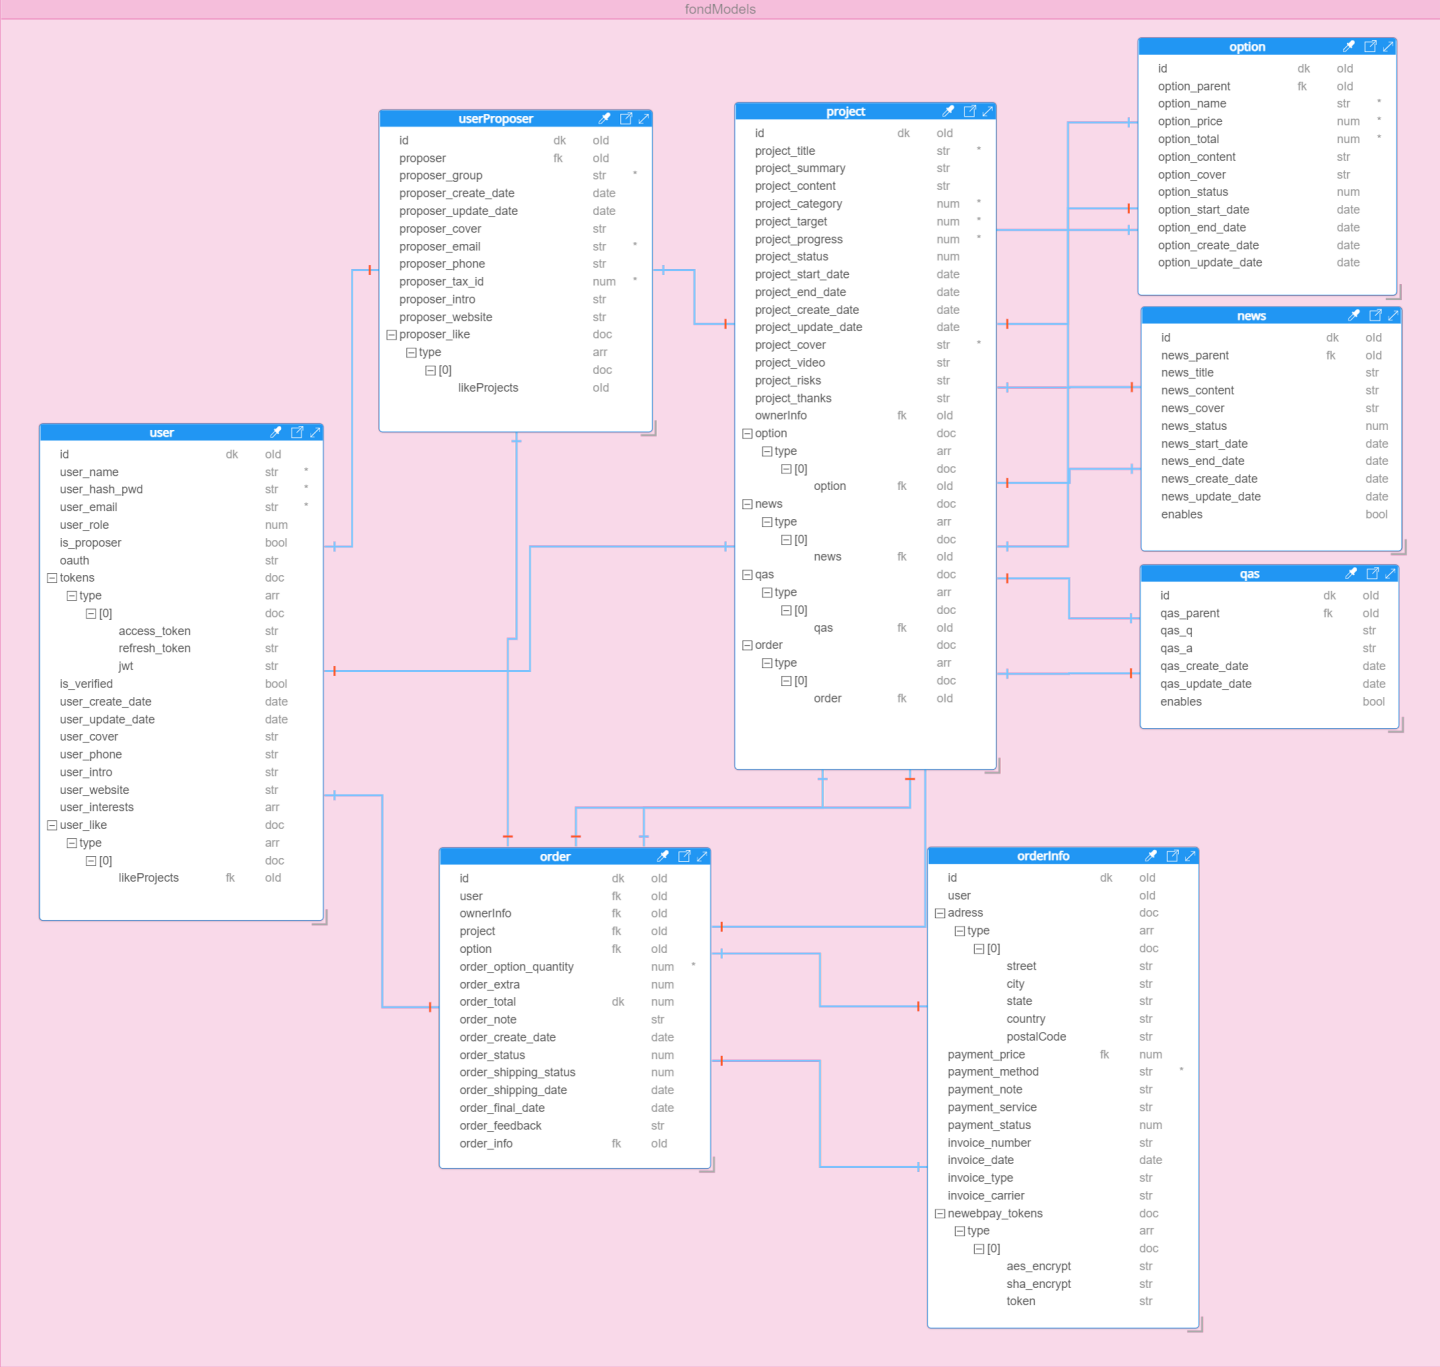 fondModels
option
id dk oId
option_parent fk oId
option_name str *
option_price num *
option_total num *
option_content str
option_cover str
option_status num
option_start_date date
option_end_date date
option_create_date date
option_update_date date
userProposer
id dk oId
proposer fk oId
proposer_group str *
proposer_create_date date
proposer_update_date date
proposer_cover str
proposer_email str *
proposer_phone str
proposer_tax_id num *
proposer_intro str
proposer_website str
proposer_like doc
type arr
[0] doc
likeProjects oId
project
id dk oId
project_title str *
project_summary str
project_content str
project_category num *
project_target num *
project_progress num *
project_status num
project_start_date date
project_end_date date
project_create_date date
project_update_date date
project_cover str *
project_video str
project_risks str
project_thanks str
ownerInfo fk oId
option doc
type arr
[0] doc
option fk oId
news doc
type arr
[0] doc
news fk oId
qas doc
type arr
[0] doc
qas fk oId
order doc
type arr
[0] doc
order fk oId
news
id dk oId
news_parent fk oId
news_title str
news_content str
news_cover str
news_status num
news_start_date date
news_end_date date
news_create_date date
news_update_date date
enables bool
user
id dk oId
user_name str *
user_hash_pwd str *
user_email str *
user_role num
is_proposer bool
oauth str
tokens doc
type arr
[0] doc
access_token str
refresh_token str
jwt str
is_verified bool
user_create_date date
user_update_date date
user_cover str
user_phone str
user_intro str
user_website str
user_interests arr
user_like doc
type arr
[0] doc
likeProjects fk oId
qas
id dk oId
qas_parent fk oId
qas_q str
qas_a str
qas_create_date date
qas_update_date date
enables bool
order
id dk oId
user fk oId
ownerInfo fk oId
project fk oId
option fk oId
order_option_quantity num *
order_extra num
order_total dk num
order_note str
order_create_date date
order_status num
order_shipping_status num
order_shipping_date date
order_final_date date
order_feedback str
order_info fk oId
orderInfo
id dk oId
user oId
adress doc
type arr
[0] doc
street str
city str
state str
country str
postalCode str
payment_price fk num
payment_method str *
payment_note str
payment_service str
payment_status num
invoice_number str
invoice_date date
invoice_type str
invoice_carrier str
newebpay_tokens doc
type arr
[0] doc
aes_encrypt str
sha_encrypt str
token str